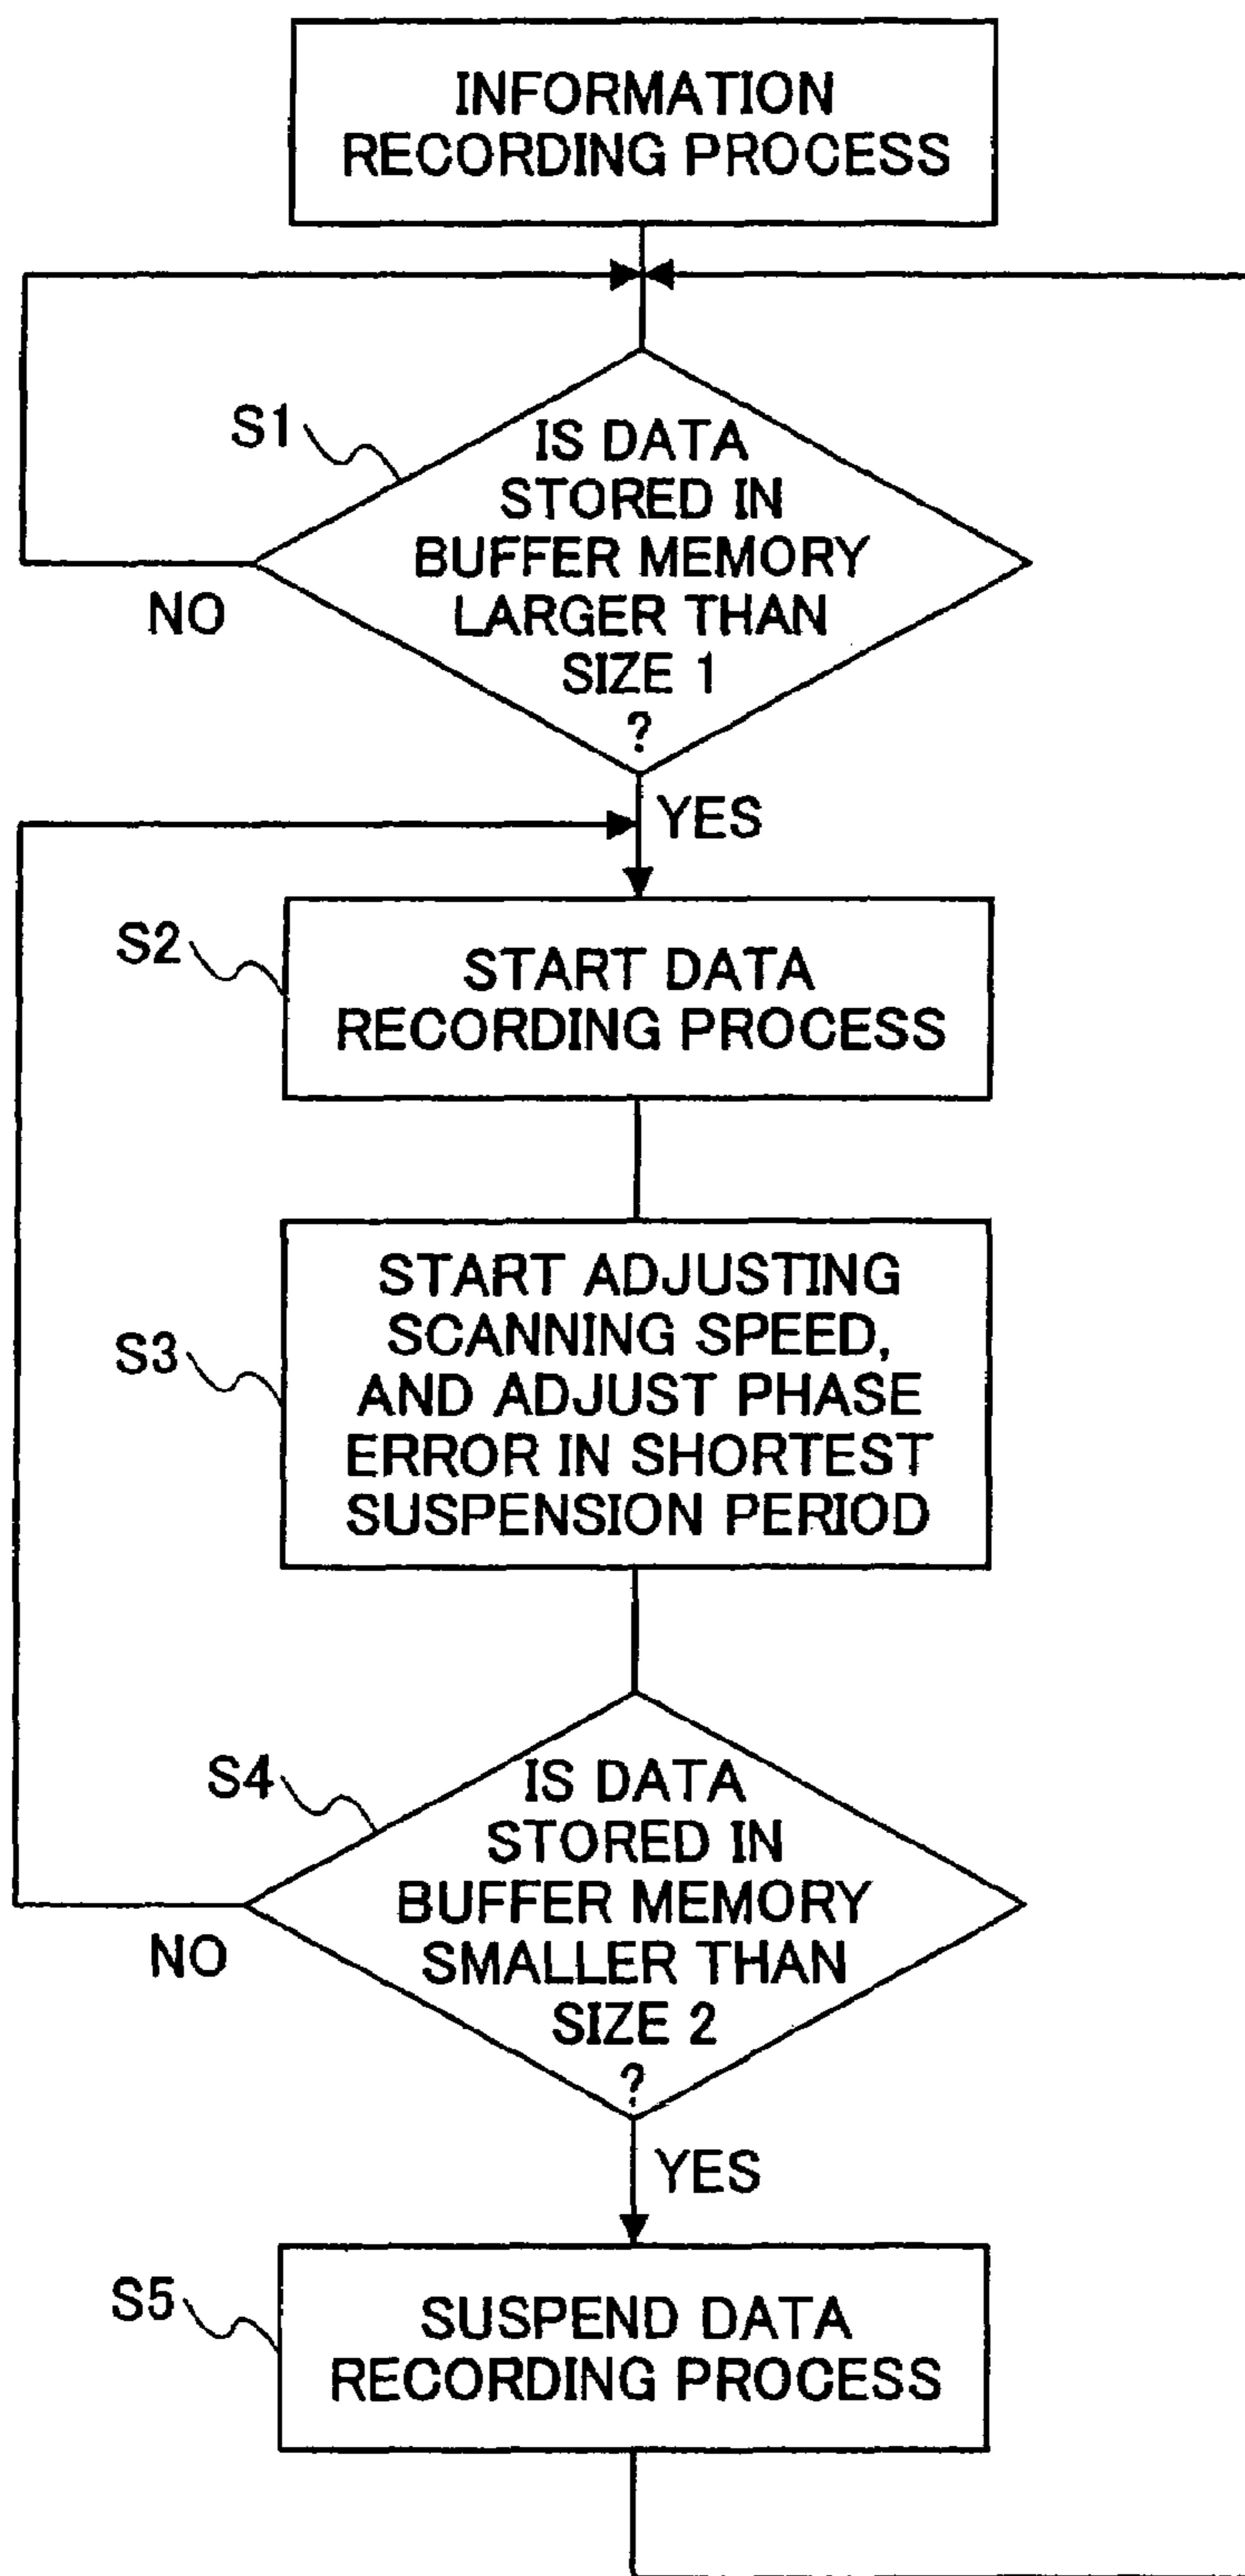 INFORMATION
RECORDING PROCESS
S1
IS DATA
STORED IN
BUFFER MEMORY
LARGER THAN
SIZE 1
?
NO
YES
S2
START DATA
RECORDING PROCESS
S3
START ADJUSTING
SCANNING SPEED,
AND ADJUST PHASE
ERROR IN SHORTEST
SUSPENSION PERIOD
S4
IS DATA
STORED IN
BUFFER MEMORY
SMALLER THAN
SIZE 2
?
NO
YES
S5
SUSPEND DATA
RECORDING PROCESS